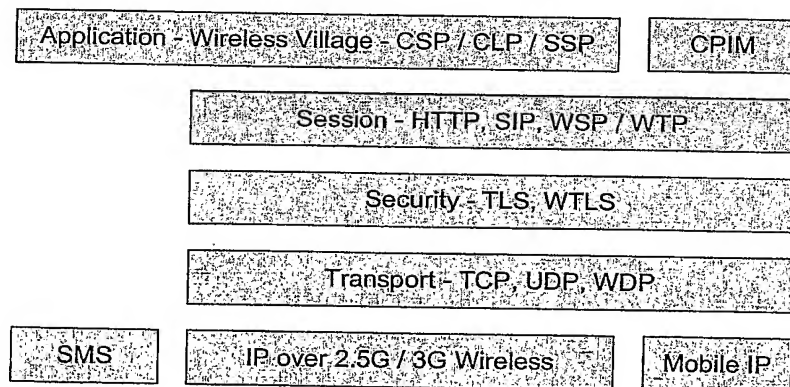 Application - Wireless Village - CSP / CLP / SSP
CPIM
Session - HTTP, SIP, WSP / WTP
Security - TLS, WTLS
Transport - TCP, UDP, WDP
SMS
IP over 2.5G / 3G Wireless
Mobile IP